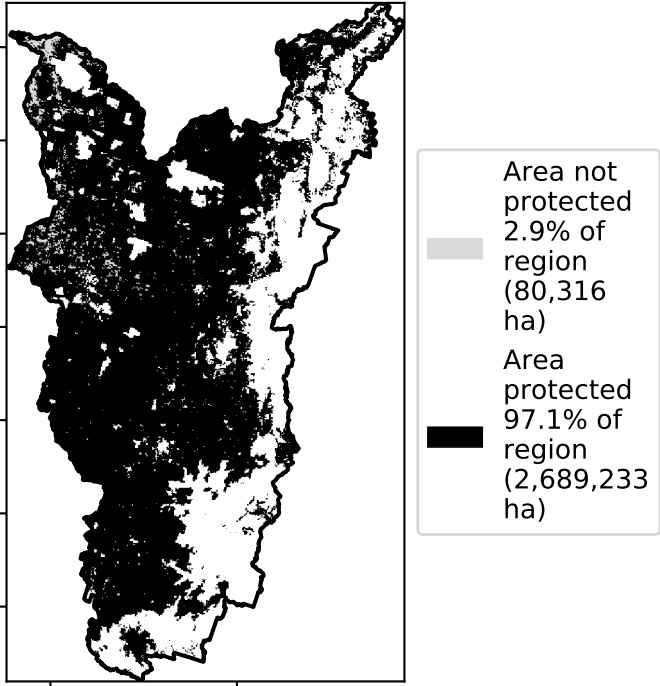 Area not
protected
2.9% of
region
(80,316
ha)
Area
protected
97.1% of
region
(2,689,233
ha)